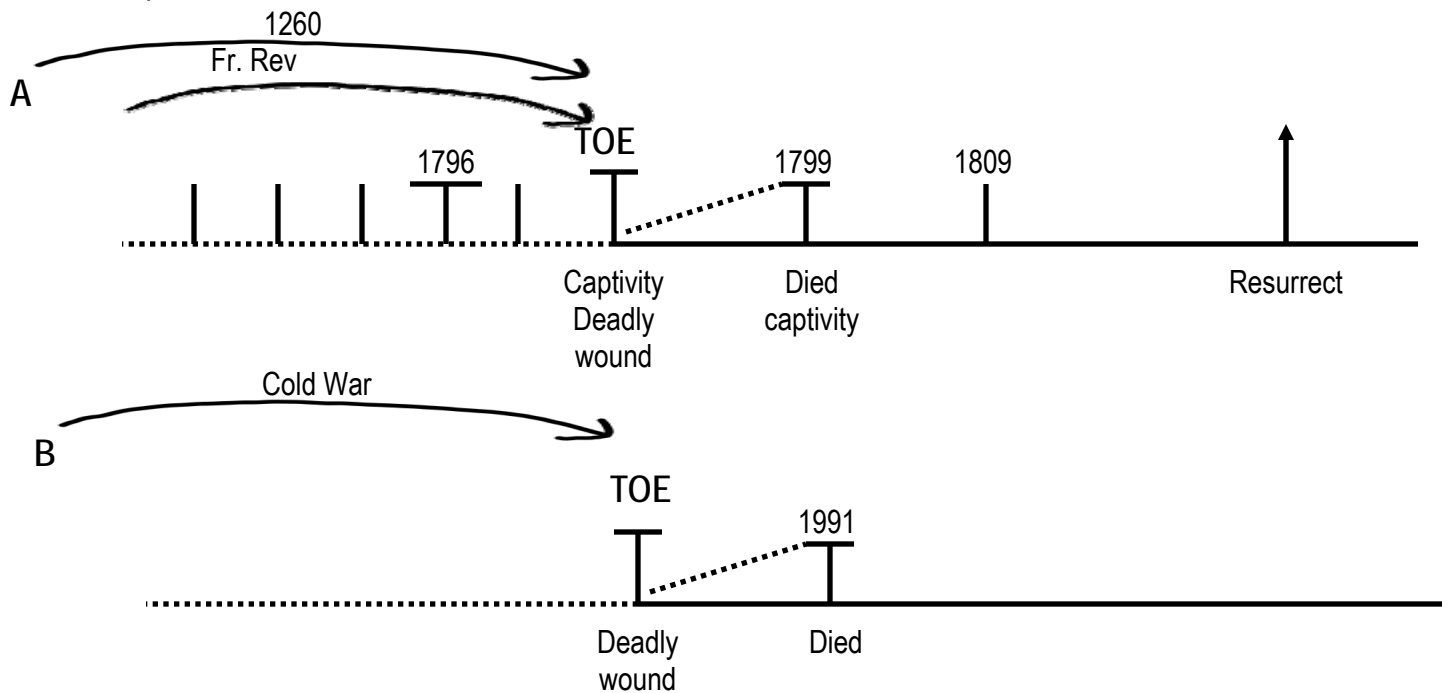 1260
Fr. Rev
A
TOE
1796
1799
1809
Captivity
Deadly
wound
Died
captivity
Resurrect
Cold War
B
TOE
1991
Deadly
wound
Died